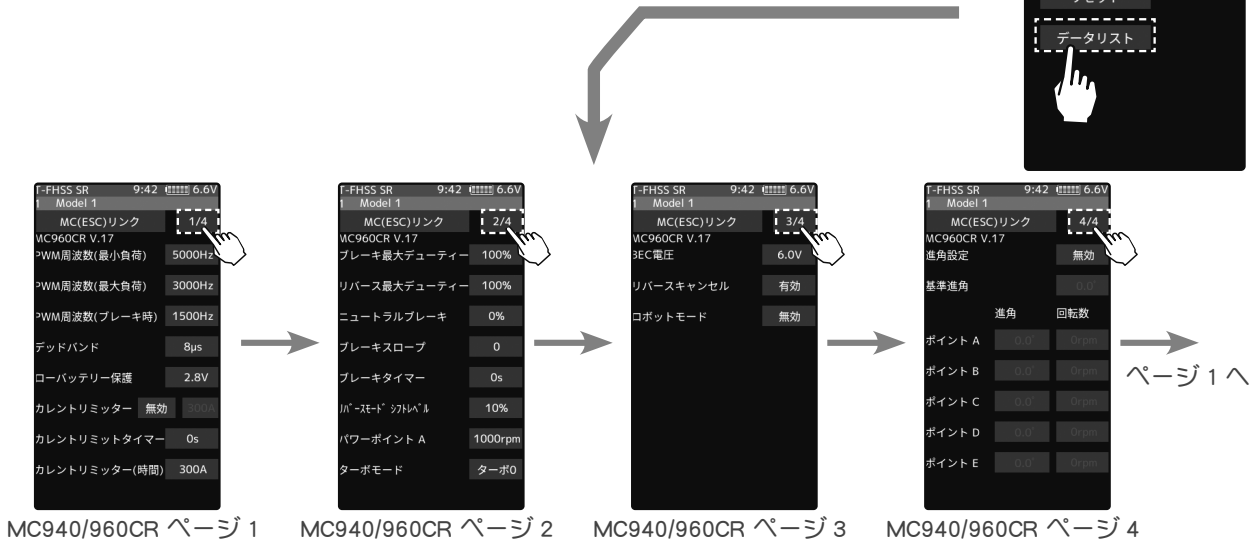 データリスト
T-FHSS SR 9:42 6.6V
1 Model 1
MC(ESC)リンク 1/4
MC960CR V.17
PWM周波数(最小負荷) 5000Hz
PWM周波数(最大負荷) 3000Hz
PWM周波数(ブレーキ時) 1500Hz
デッドバンド 8µs
ローバッテリー保護 2.8V
カレントリミッター 無効 300A
カレントリミットタイマー 0s
カレントリミッター(時間) 300A
MC940/960CR ページ 1
T-FHSS SR 9:42 6.6V
1 Model 1
MC(ESC)リンク 2/4
MC960CR V.17
ブレーキ最大デューティー 100%
リバース最大デューティー 100%
ニュートラルブレーキ 0%
ブレーキスロープ 0
ブレーキタイマー 0s
ﾘﾊﾞｰｽﾓｰﾄﾞ ｼﾌﾄﾚﾍﾞﾙ 10%
パワーポイント A 1000rpm
ターボモード ターボ0
MC940/960CR ページ 2
T-FHSS SR 9:42 6.6V
1 Model 1
MC(ESC)リンク 3/4
MC960CR V.17
BEC電圧 6.0V
リバースキャンセル 有効
ロボットモード 無効
MC940/960CR ページ 3
T-FHSS SR 9:42 6.6V
1 Model 1
MC(ESC)リンク 4/4
MC960CR V.17
進角設定 無効
基準進角 0.0°
進角 回転数
ポイント A 0.0° 0rpm
ポイント B 0.0° 0rpm
ポイント C 0.0° 0rpm
ポイント D 0.0° 0rpm
ポイント E 0.0° 0rpm
MC940/960CR ページ 4
ページ 1 へ